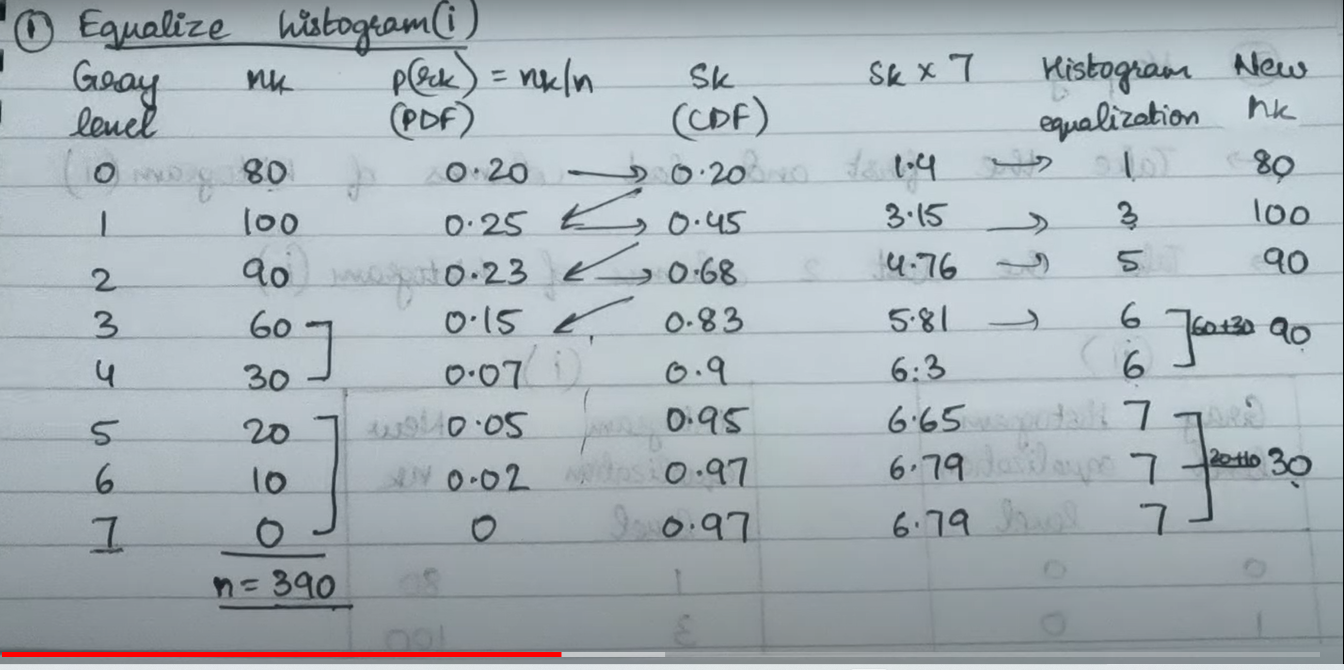 ① Equalize histogram(i)
Gray level nk p(rk) = nk/n (PDF) Sk (CDF) Sk x 7 Histogram equalization New nk
0 80 0.20 → 0.20 1.4 → 1 80
1 100 0.25 → 0.45 3.15 → 3 100
2 90 0.23 → 0.68 4.76 → 5 90
3 60 0.15 0.83 5.81 → 6 60+30 90
4 30 0.07 0.9 6.3 6
5 20 0.05 0.95 6.65 7
6 10 0.02 0.97 6.79 7 20+10 30
7 0 0 0.97 6.79 7
n = 390